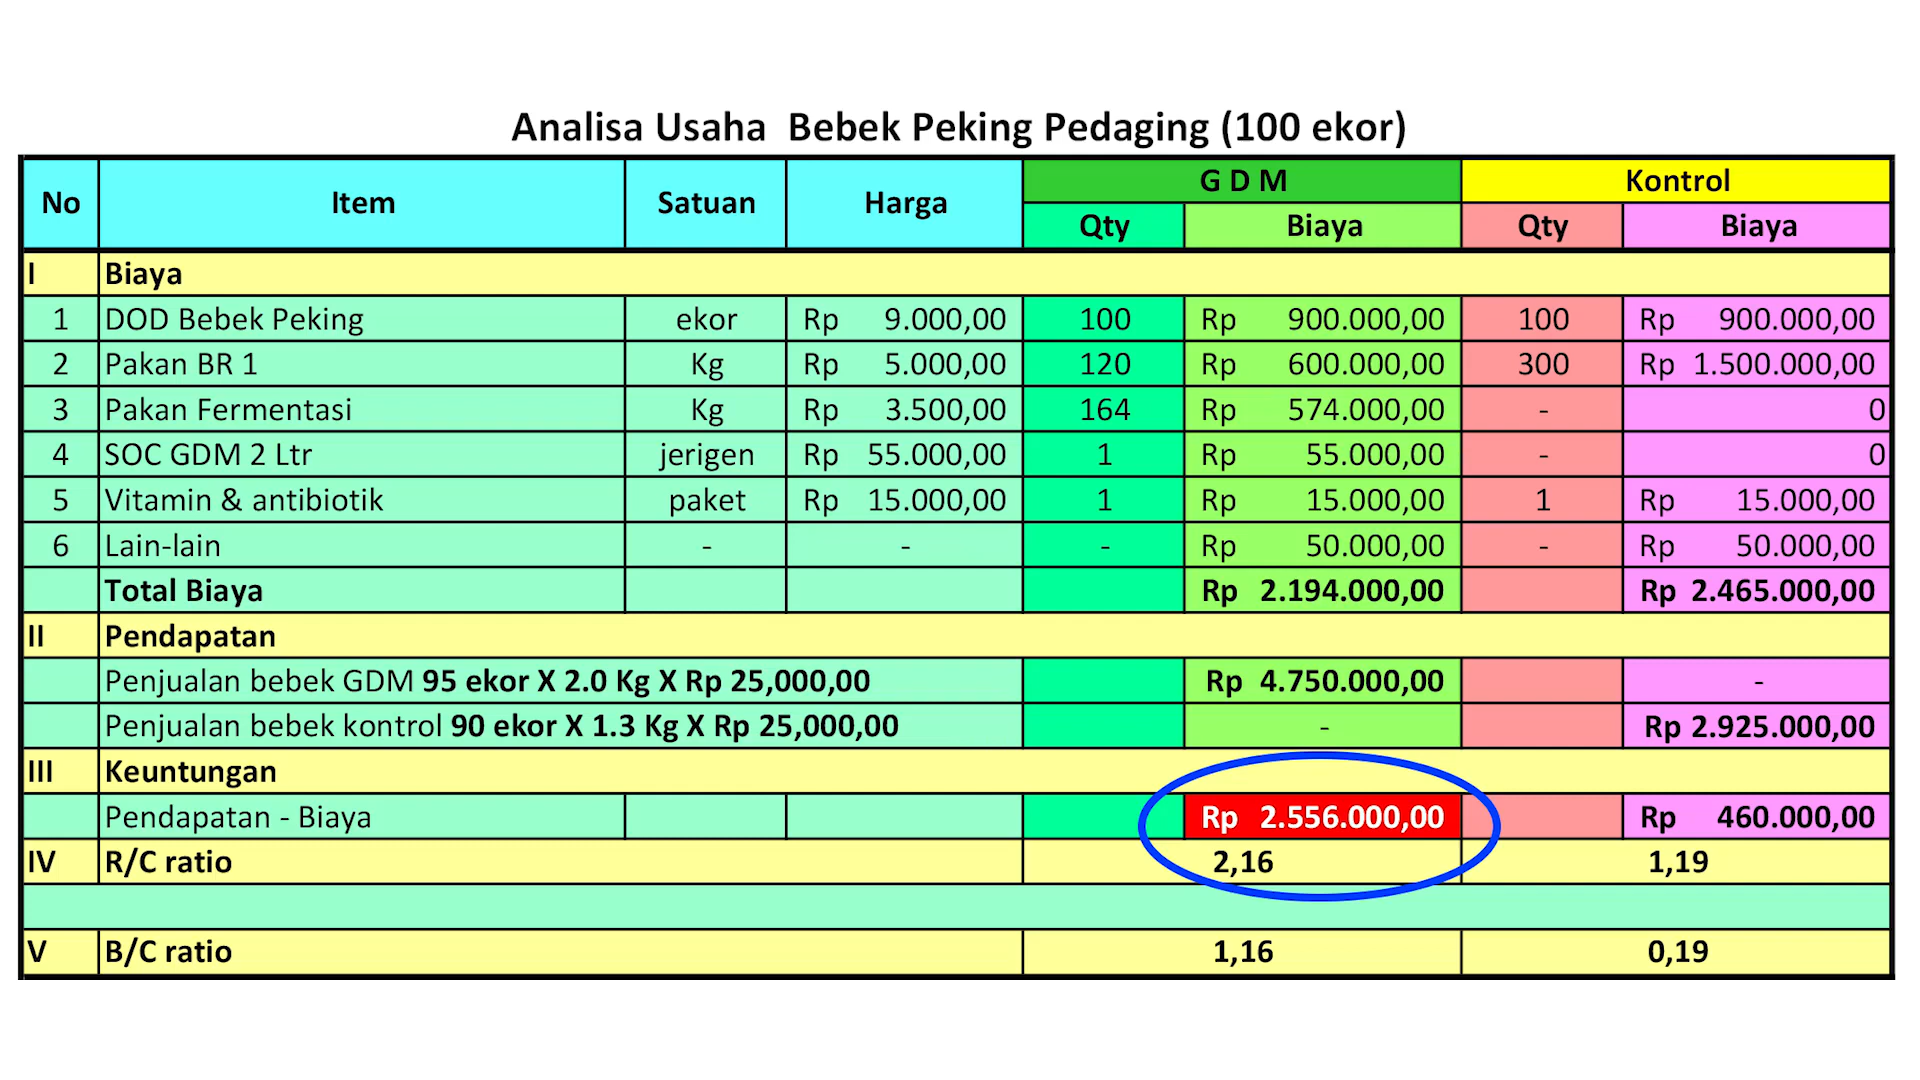 Analisa Usaha Bebek Peking Pedaging (100 ekor)
No Item Satuan Harga G D M Kontrol
Qty Biaya Qty Biaya
I Biaya
1 DOD Bebek Peking ekor Rp 9.000,00 100 Rp 900.000,00 100 Rp 900.000,00
2 Pakan BR 1 Kg Rp 5.000,00 120 Rp 600.000,00 300 Rp 1.500.000,00
3 Pakan Fermentasi Kg Rp 3.500,00 164 Rp 574.000,00 - 0
4 SOC GDM 2 Ltr jerigen Rp 55.000,00 1 Rp 55.000,00 - 0
5 Vitamin & antibiotik paket Rp 15.000,00 1 Rp 15.000,00 1 Rp 15.000,00
6 Lain-lain - - - Rp 50.000,00 - Rp 50.000,00
Total Biaya Rp 2.194.000,00 Rp 2.465.000,00
II Pendapatan
Penjualan bebek GDM 95 ekor X 2.0 Kg X Rp 25,000,00 Rp 4.750.000,00 -
Penjualan bebek kontrol 90 ekor X 1.3 Kg X Rp 25,000,00 - Rp 2.925.000,00
III Keuntungan
Pendapatan - Biaya Rp 2.556.000,00 Rp 460.000,00
IV R/C ratio 2,16 1,19
V B/C ratio 1,16 0,19